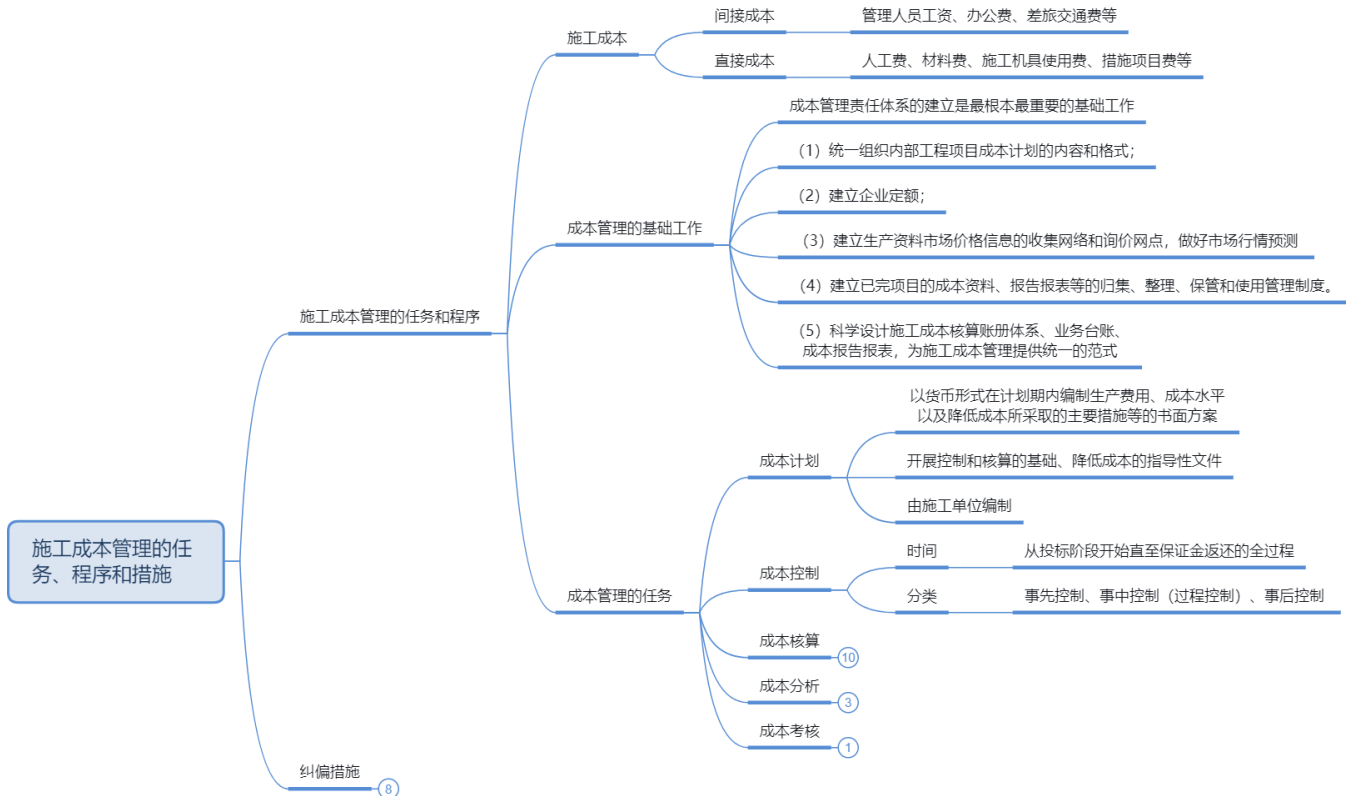 施工成本管理的任
务、程序和措施
施工成本管理的任务和程序
施工成本
间接成本
管理人员工资、办公费、差旅交通费等
直接成本
人工费、材料费、施工机具使用费、措施项目费等
成本管理的基础工作
成本管理责任体系的建立是最根本最重要的基础工作
（1）统一组织内部工程项目成本计划的内容和格式；
（2）建立企业定额；
（3）建立生产资料市场价格信息的收集网络和询价网点，做好市场行情预测
（4）建立已完项目的成本资料、报告报表等的归集、整理、保管和使用管理制度。
（5）科学设计施工成本核算账册体系、业务台账、
成本报告报表，为施工成本管理提供统一的范式
成本管理的任务
成本计划
以货币形式在计划期内编制生产费用、成本水平
以及降低成本所采取的主要措施等的书面方案
开展控制和核算的基础、降低成本的指导性文件
由施工单位编制
成本控制
时间
从投标阶段开始直至保证金返还的全过程
分类
事先控制、事中控制（过程控制）、事后控制
成本核算
10
成本分析
3
成本考核
1
纠偏措施
8